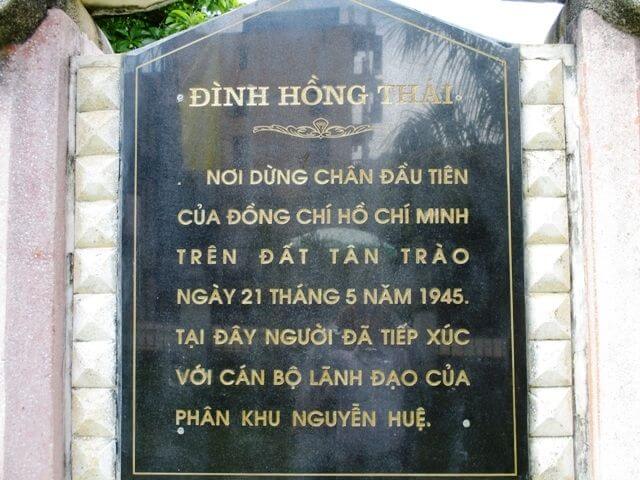 ĐÌNH HỒNG THÁI
NƠI DỪNG CHÂN ĐẦU TIÊN
CỦA ĐỒNG CHÍ HỒ CHÍ MINH
TRÊN ĐẤT TÂN TRÀO
NGÀY 21 THÁNG 5 NĂM 1945.
TẠI ĐÂY NGƯỜI ĐÃ TIẾP XÚC
VỚI CÁN BỘ LÃNH ĐẠO CỦA
PHÂN KHU NGUYỄN HUỆ.